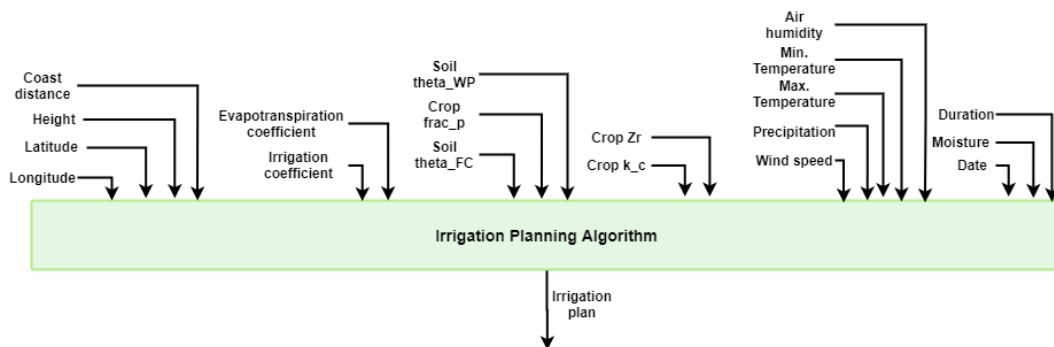 Coast
distance
Height
Latitude
Longitude
Evapotranspiration
coefficient
Irrigation
coefficient
Soil
theta_WP
Crop
frac_p
Soil
theta_FC
Crop Zr
Crop k_c
Air
humidity
Min.
Temperature
Max.
Temperature
Precipitation
Wind speed
Duration
Moisture
Date
Irrigation Planning Algorithm
Irrigation
plan